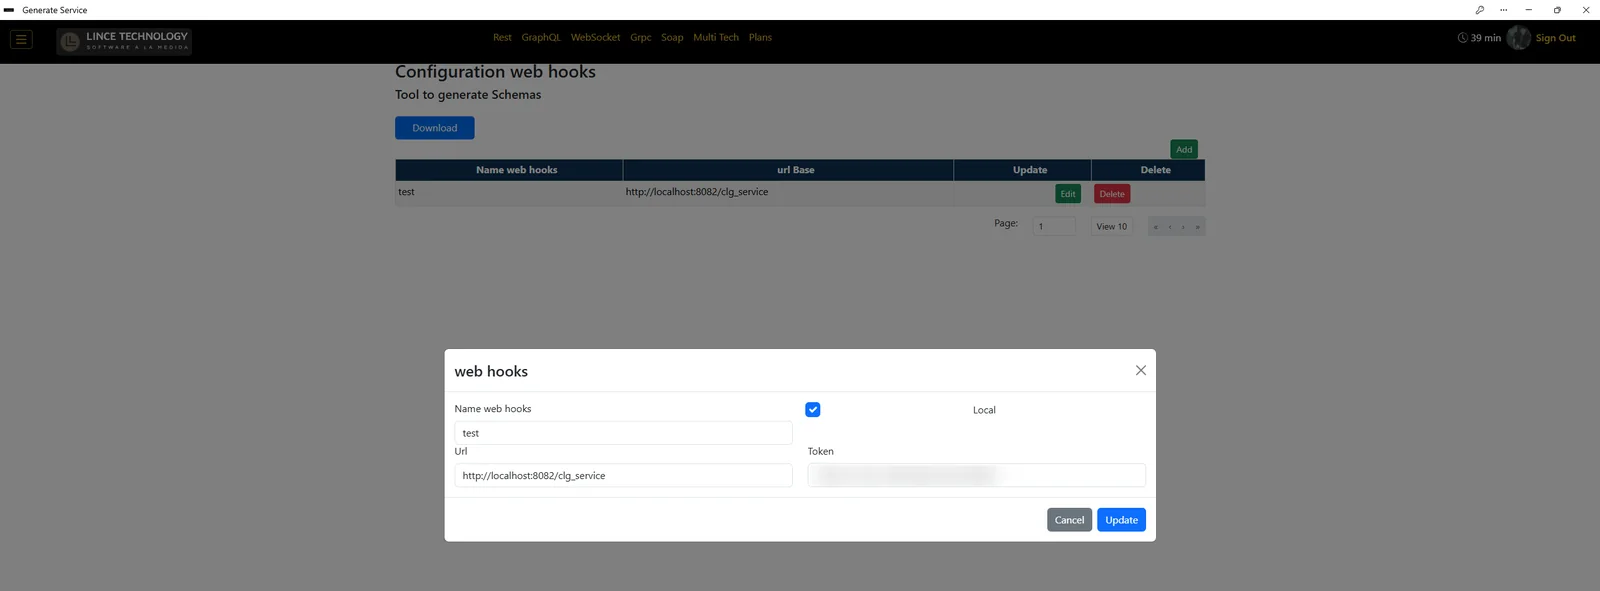 Generate Service
LINCE TECHNOLOGY
SOFTWARE A LA MEDIDA
Rest GraphQL WebSocket Grpc Soap Multi Tech Plans
39 min Sign Out
Configuration web hooks
Tool to generate Schemas
Download
Add
Name web hooks url Base Update Delete
test http://localhost:8082/clg_service Edit Delete
Page: 1 View 10 « ‹ › »
web hooks
Name web hooks Local
test
Url Token
http://localhost:8082/clg_service
Cancel Update